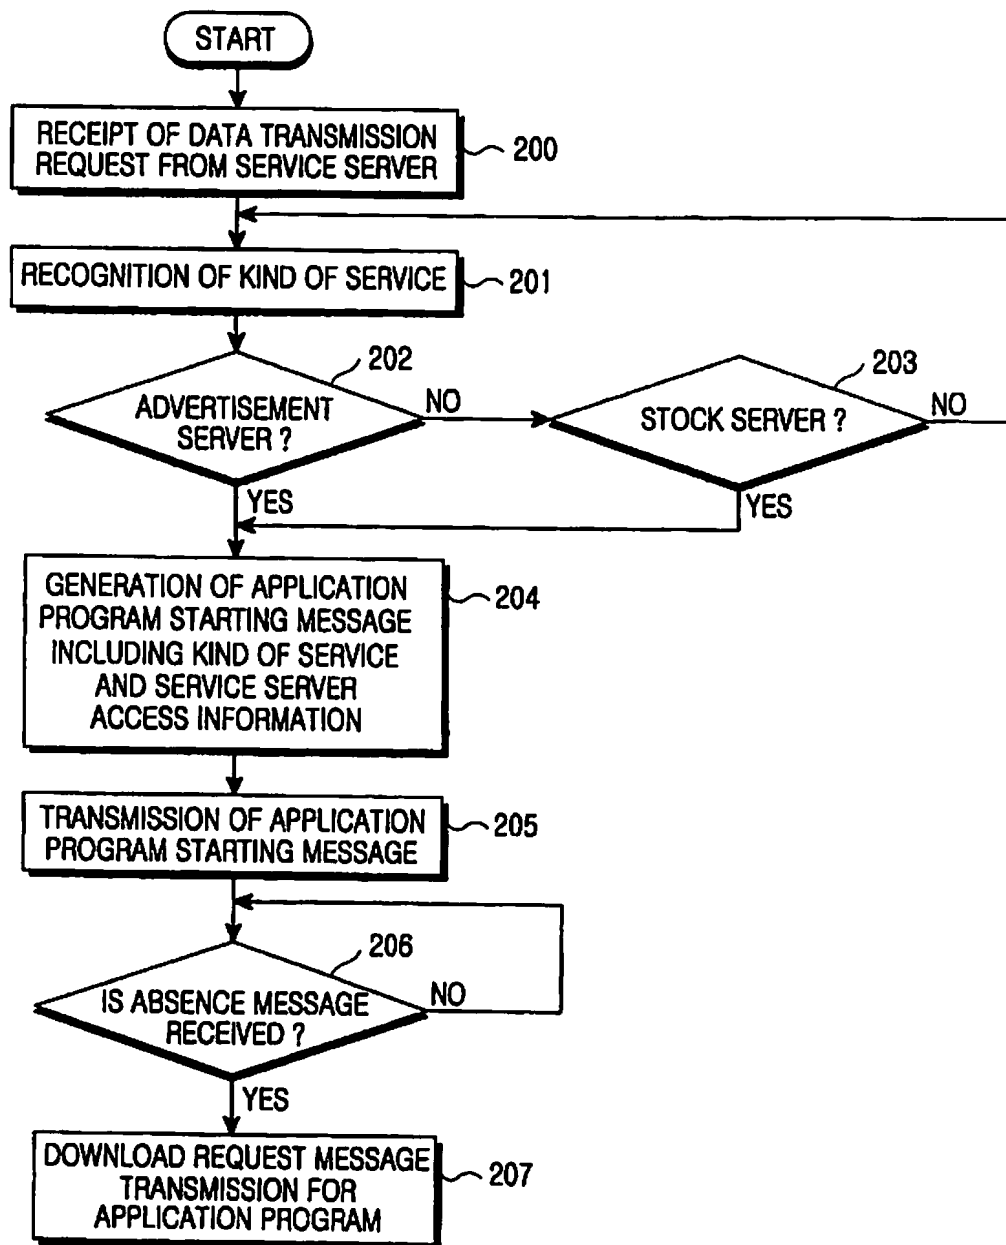 START
RECEIPT OF DATA TRANSMISSION
REQUEST FROM SERVICE SERVER
200
RECOGNITION OF KIND OF SERVICE
201
202
ADVERTISEMENT
SERVER ?
NO
YES
203
STOCK SERVER ?
NO
YES
GENERATION OF APPLICATION
PROGRAM STARTING MESSAGE
INCLUDING KIND OF SERVICE
AND SERVICE SERVER
ACCESS INFORMATION
204
TRANSMISSION OF APPLICATION
PROGRAM STARTING MESSAGE
205
206
IS ABSENCE MESSAGE
RECEIVED ?
NO
YES
DOWNLOAD REQUEST MESSAGE
TRANSMISSION FOR
APPLICATION PROGRAM
207